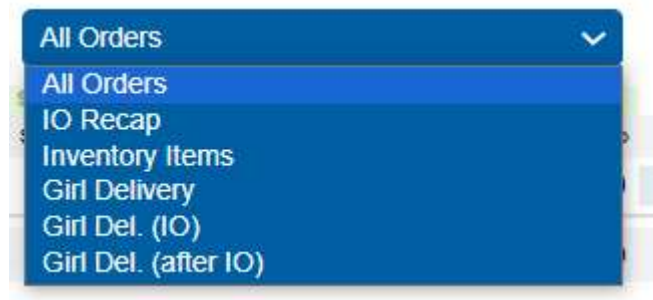 All Orders
All Orders
IO Recap
Inventory Items
Girl Delivery
Girl Del. (IO)
Girl Del. (after IO)